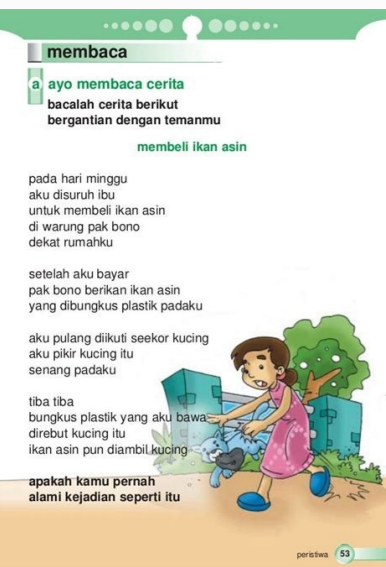 membaca
a ayo membaca cerita
bacalah cerita berikut
bergantian dengan temanmu
membeli ikan asin
pada hari minggu
aku disuruh ibu
untuk membeli ikan asin
di warung pak bono
dekat rumahku
setelah aku bayar
pak bono berikan ikan asin
yang dibungkus plastik padaku
aku pulang diikuti seekor kucing
aku pikir kucing itu
senang padaku
tiba tiba
bungkus plastik yang aku bawa
direbut kucing itu
ikan asin pun diambil kucing
apakah kamu pernah
alami kejadian seperti itu
peristiwa 53